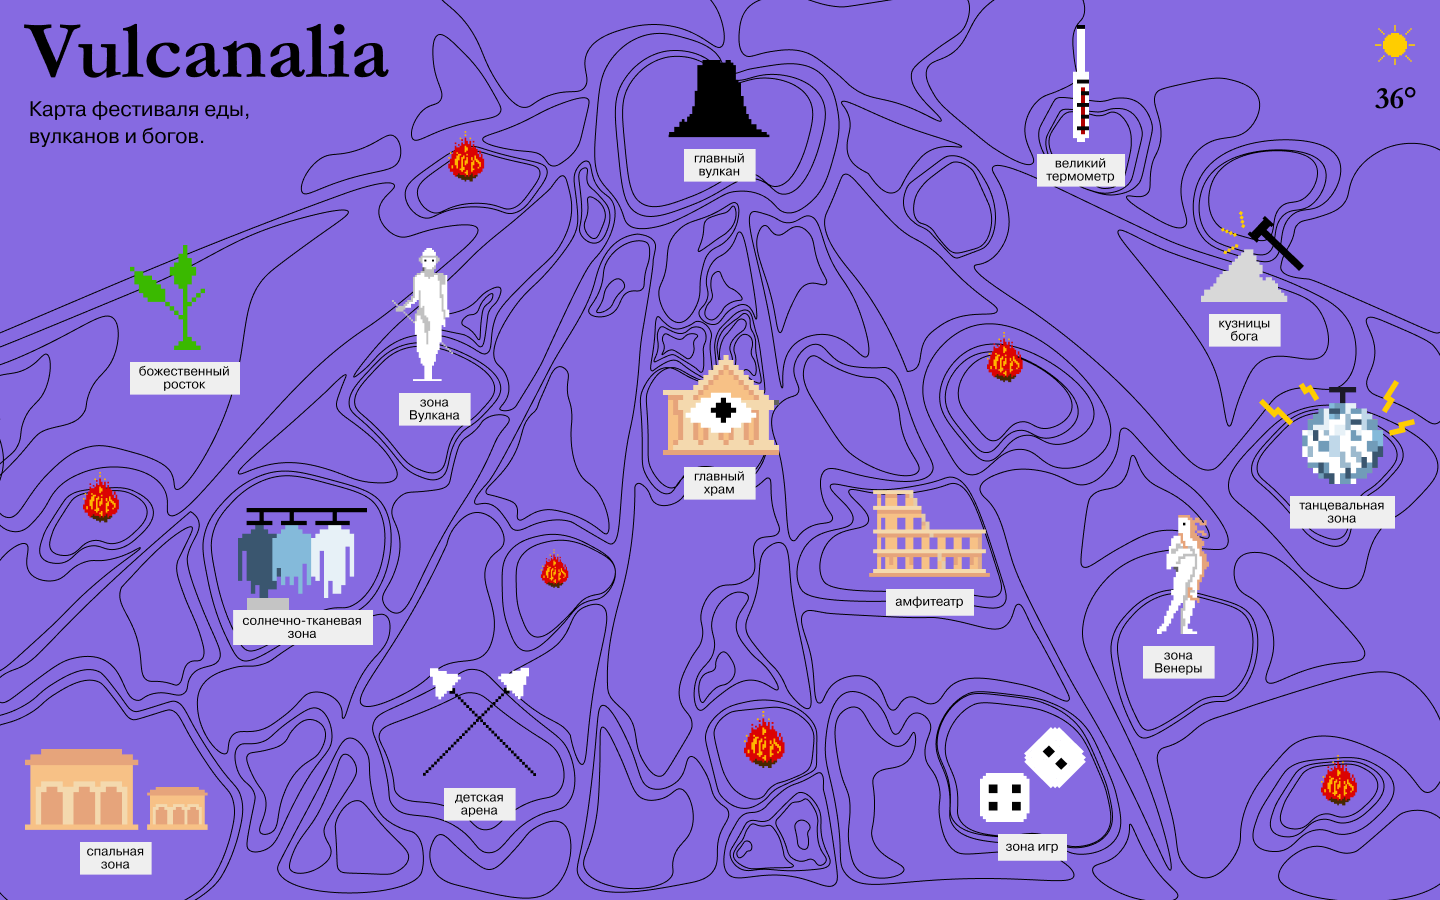 Vulcanalia
Карта фестиваля еды,
вулканов и богов.
36°
главный
вулкан
великий
термометр
божественный
росток
зона
Вулкана
кузницы
бога
главный
храм
танцевальная
зона
солнечно-тканевая
зона
амфитеатр
зона
Венеры
детская
арена
спальная
зона
зона игр